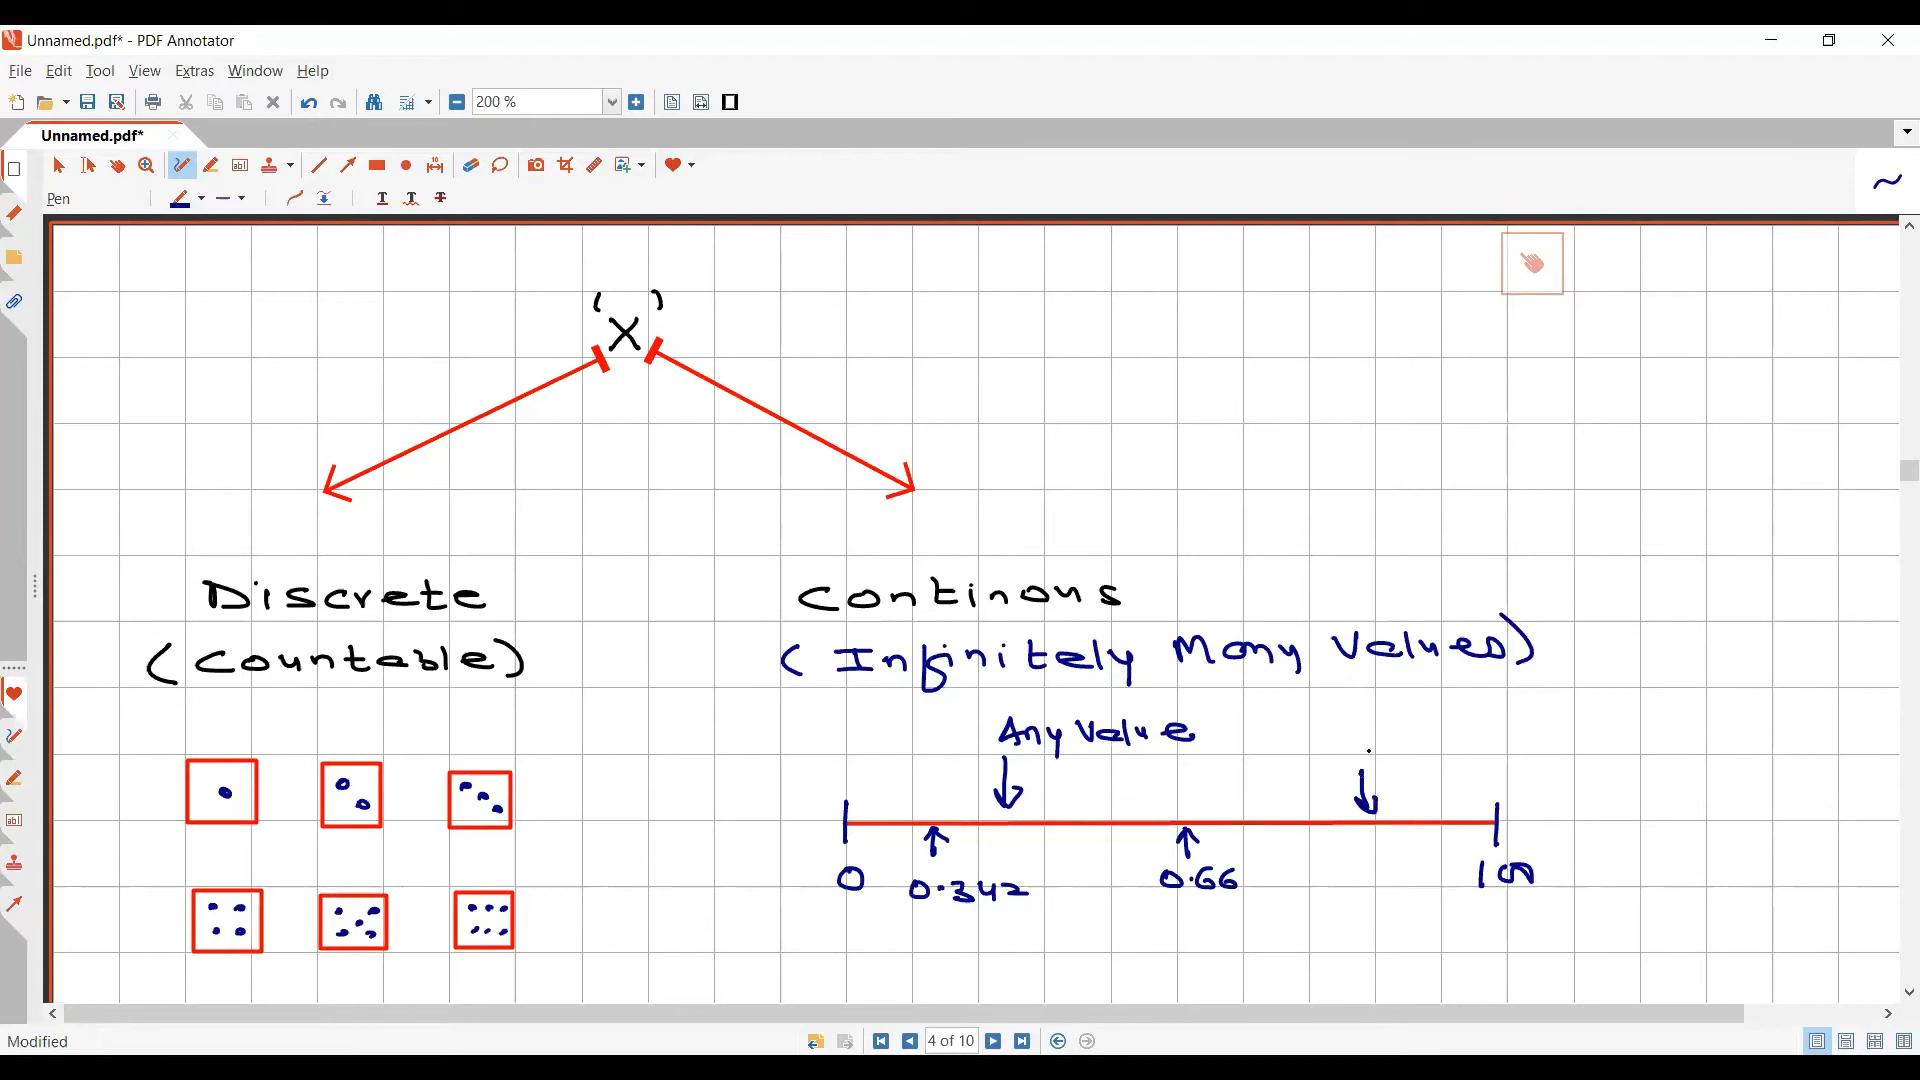 Unnamed.pdf* - PDF Annotator
File Edit Tool View Extras Window Help
200 %
Unnamed.pdf*
Pen
' X '
Discrete
(Countable)
Continous
(Infinitely Many Values)
Any Value
0
0.342
0.66
100
Modified
4 of 10